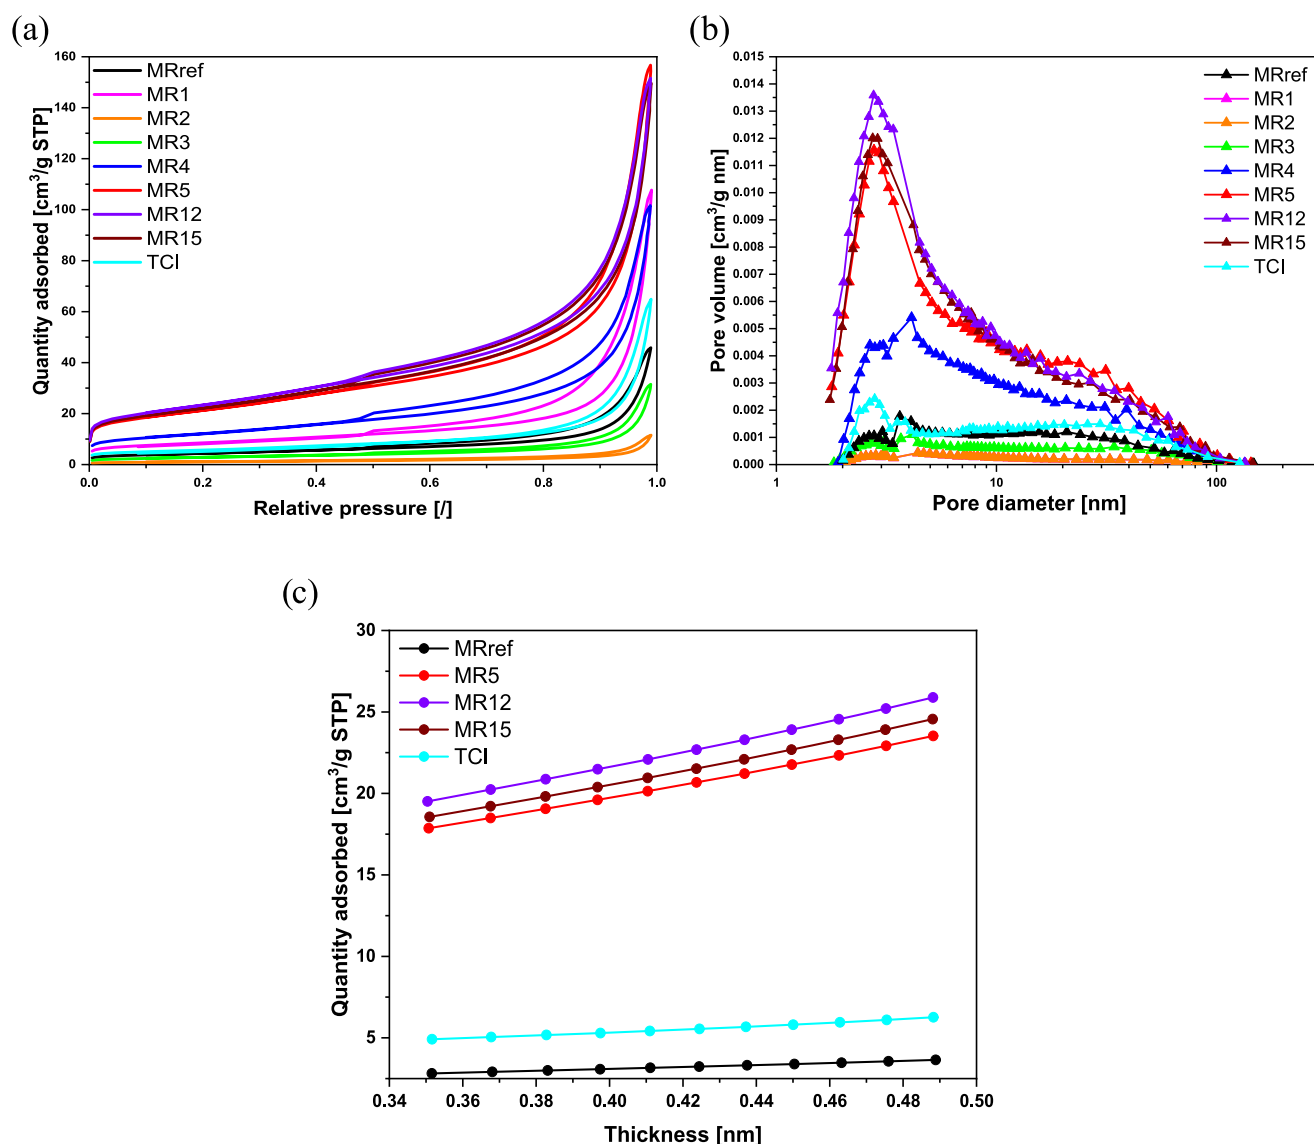 (a)
160
140
120
100
80
60
40
20
0
0.0 0.2 0.4 0.6 0.8 1.0
Quantity adsorbed [cm³/g STP]
Relative pressure [/]
MRref
MR1
MR2
MR3
MR4
MR5
MR12
MR15
TCI
(b)
0.015
0.014
0.013
0.012
0.011
0.010
0.009
0.008
0.007
0.006
0.005
0.004
0.003
0.002
0.001
0.000
1 10 100
Pore volume [cm³/g nm]
Pore diameter [nm]
MRref
MR1
MR2
MR3
MR4
MR5
MR12
MR15
TCI
(c)
30
25
20
15
10
5
0.34 0.36 0.38 0.40 0.42 0.44 0.46 0.48 0.50
Quantity adsorbed [cm³/g STP]
Thickness [nm]
MRref
MR5
MR12
MR15
TCI